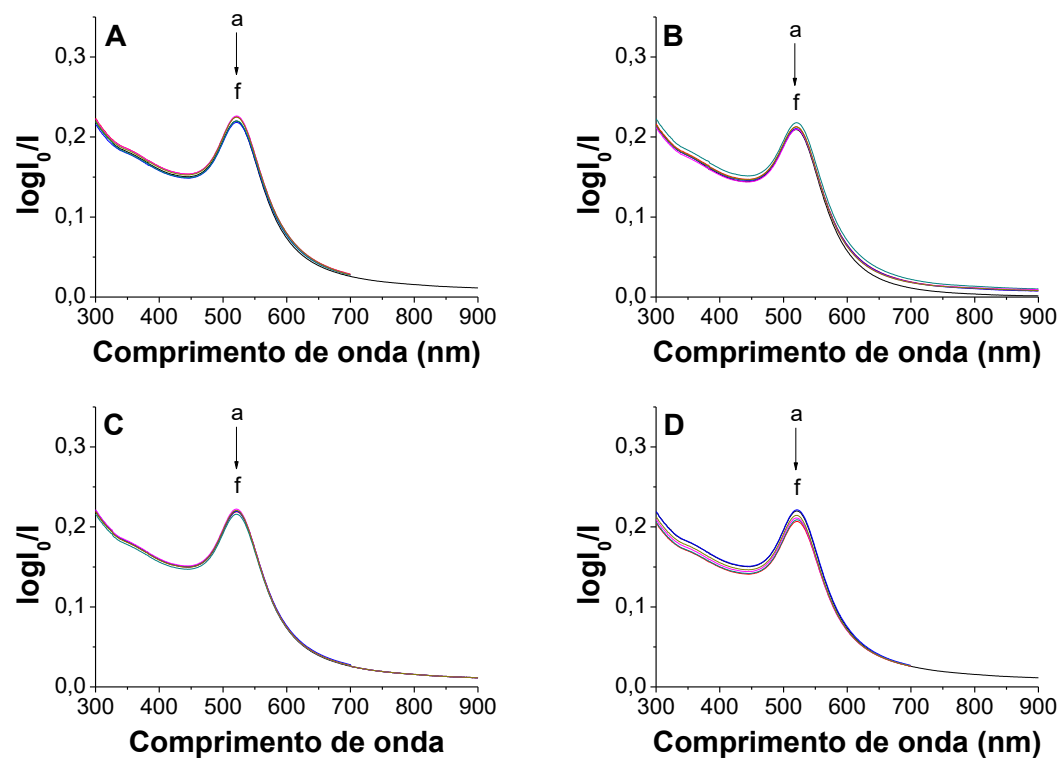 A
a
f
logI0/I
0,3
0,2
0,1
0,0
300 400 500 600 700 800 900
Comprimento de onda (nm)
B
a
f
logI0/I
0,3
0,2
0,1
0,0
300 400 500 600 700 800 900
Comprimento de onda (nm)
C
a
f
logI0/I
0,3
0,2
0,1
0,0
300 400 500 600 700 800 900
Comprimento de onda
D
a
f
logI0/I
0,3
0,2
0,1
0,0
300 400 500 600 700 800 900
Comprimento de onda (nm)